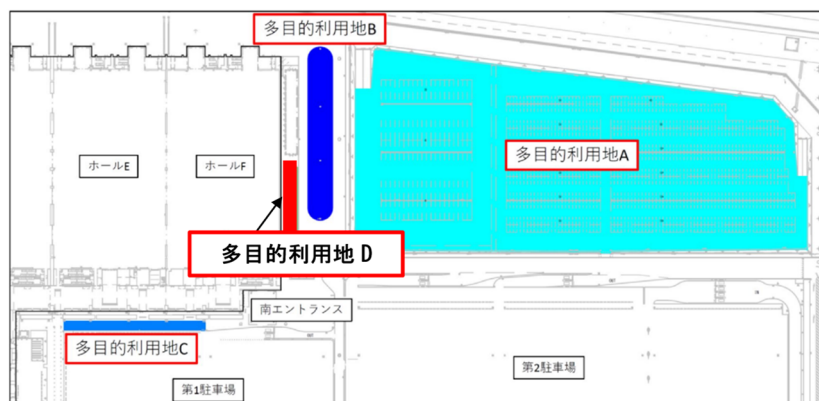 多目的利用地B
ホールE
ホールF
多目的利用地A
多目的利用地 D
南エントランス
多目的利用地C
第1駐車場
第2駐車場